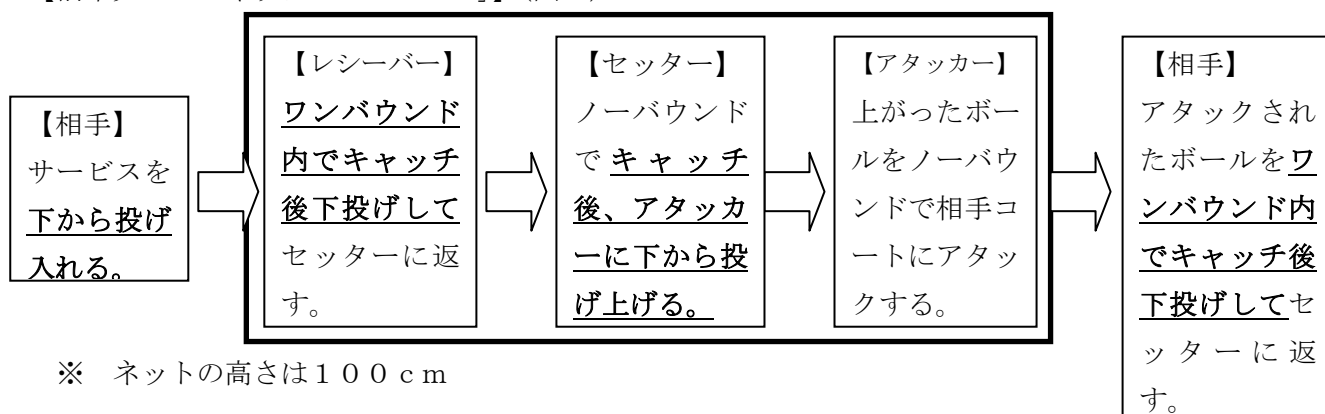 【相手】
サービスを
下から投げ
入れる。
【レシーバー】
ワンバウンド
内でキャッチ
後下投げして
セッターに返
す。
【セッター】
ノーバウンド
でキャッチ
後、アタッカ
ーに下から投
げ上げる。
【アタッカー】
上がったボー
ルをノーバウ
ンドで相手コ
ートにアタッ
クする。
【相手】
アタックされ
たボールをワ
ンバウンド内
でキャッチ後
下投げしてセ
ッターに返
す。
※ ネットの高さは100cm